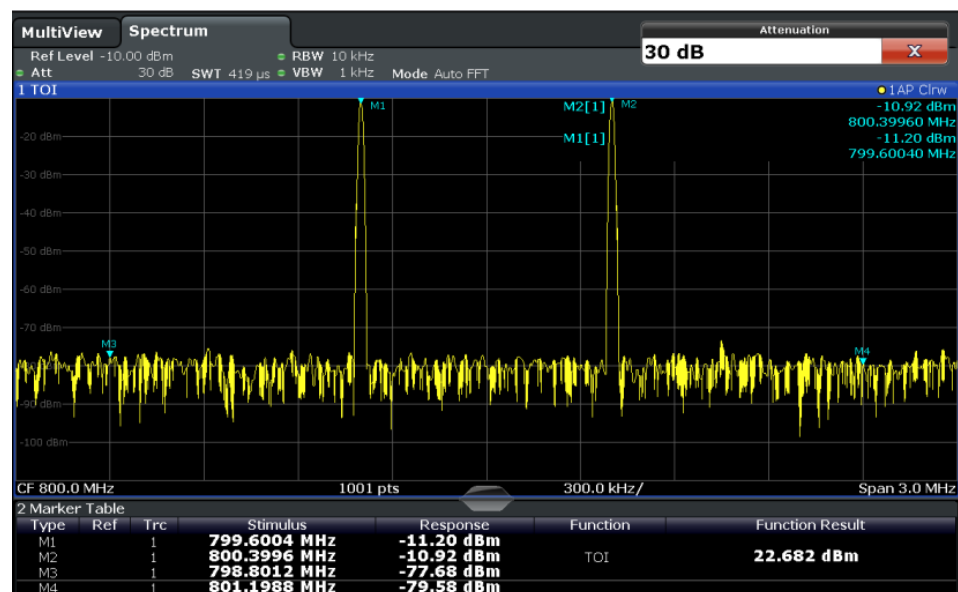 MultiView Spectrum
Attenuation
30 dB X
Ref Level -10.00 dBm RBW 10 kHz
Att 30 dB SWT 419 µs VBW 1 kHz Mode Auto FFT
1 TOI 1AP Clrw
M1 M2[1] M2 -10.92 dBm
800.39960 MHz
-20 dBm M1[1] -11.20 dBm
799.60040 MHz
-30 dBm
-40 dBm
-50 dBm
-60 dBm
-70 dBm
M3 M4
-90 dBm
-100 dBm
CF 800.0 MHz 1001 pts 300.0 kHz/ Span 3.0 MHz
2 Marker Table
Type Ref Trc Stimulus Response Function Function Result
M1 1 799.6004 MHz -11.20 dBm
M2 1 800.3996 MHz -10.92 dBm TOI 22.682 dBm
M3 1 798.8012 MHz -77.68 dBm
M4 1 801.1988 MHz -79.58 dBm